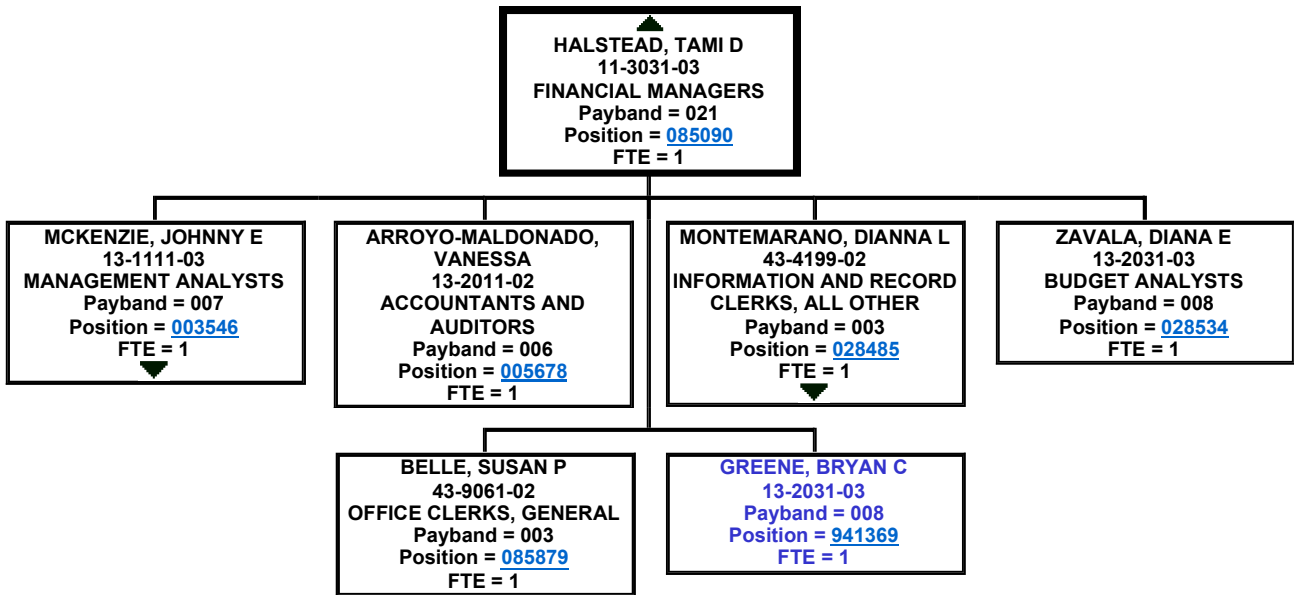 HALSTEAD, TAMI D
11-3031-03
FINANCIAL MANAGERS
Payband = 021
Position = 085090
FTE = 1
MCKENZIE, JOHNNY E
13-1111-03
MANAGEMENT ANALYSTS
Payband = 007
Position = 003546
FTE = 1
ARROYO-MALDONADO,
VANESSA
13-2011-02
ACCOUNTANTS AND
AUDITORS
Payband = 006
Position = 005678
FTE = 1
MONTEMARANO, DIANNA L
43-4199-02
INFORMATION AND RECORD
CLERKS, ALL OTHER
Payband = 003
Position = 028485
FTE = 1
ZAVALA, DIANA E
13-2031-03
BUDGET ANALYSTS
Payband = 008
Position = 028534
FTE = 1
BELLE, SUSAN P
43-9061-02
OFFICE CLERKS, GENERAL
Payband = 003
Position = 085879
FTE = 1
GREENE, BRYAN C
13-2031-03
Payband = 008
Position = 941369
FTE = 1